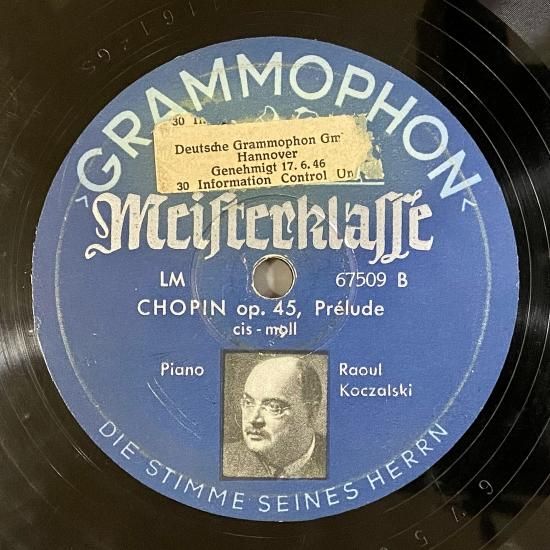 GRAMMOPHON
30 In
Deutsche Grammophon Gm
Hannover
Genehmigt 17. 6. 46
30 Information Control Un
Meisterklasse
LM 67509 B
CHOPIN op. 45, Prélude
cis-moll
Piano
Raoul
Koczalski
DIE STIMME SEINES HERRN